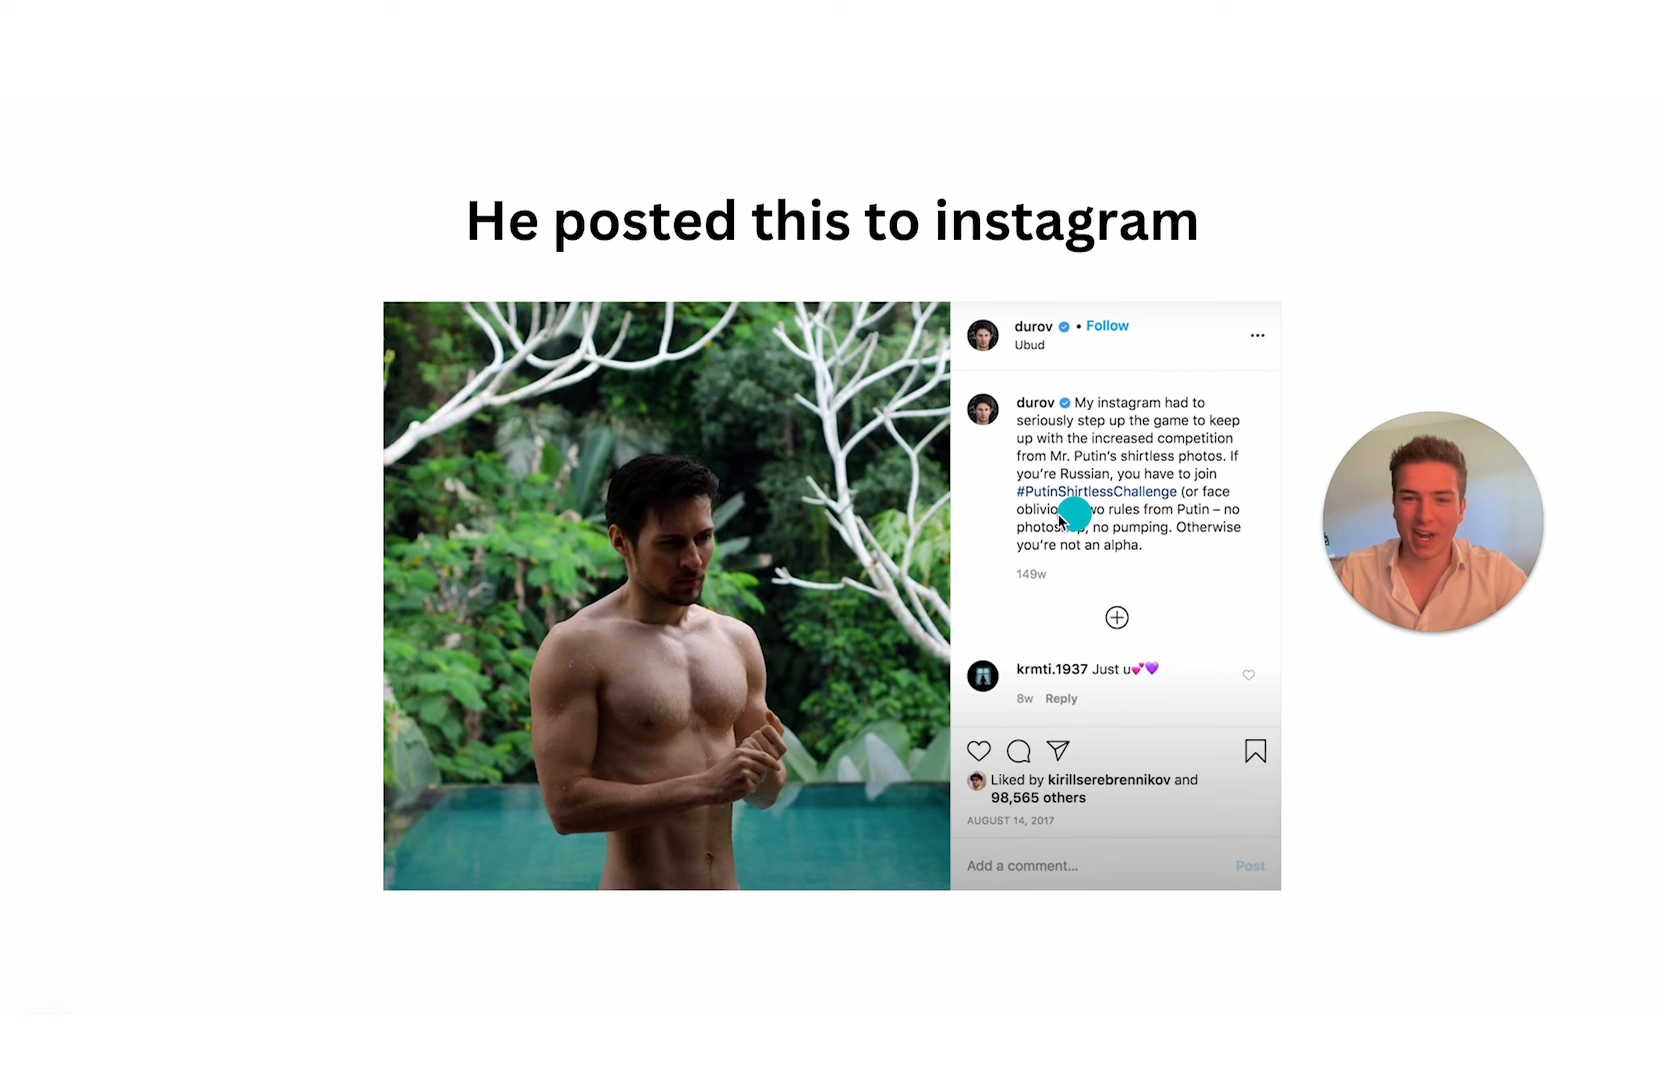 He posted this to instagram
durov • Follow
Ubud
durov My instagram had to
seriously step up the game to keep
up with the increased competition
from Mr. Putin's shirtless photos. If
you're Russian, you have to join
#PutinShirtlessChallenge (or face
rules from Putin – no
no pumping. Otherwise
you're not an alpha.
149w
krmti.1937 Just u💕💜
8w Reply
Liked by kirillserebrennikov and
98,565 others
AUGUST 14, 2017
Add a comment... Post